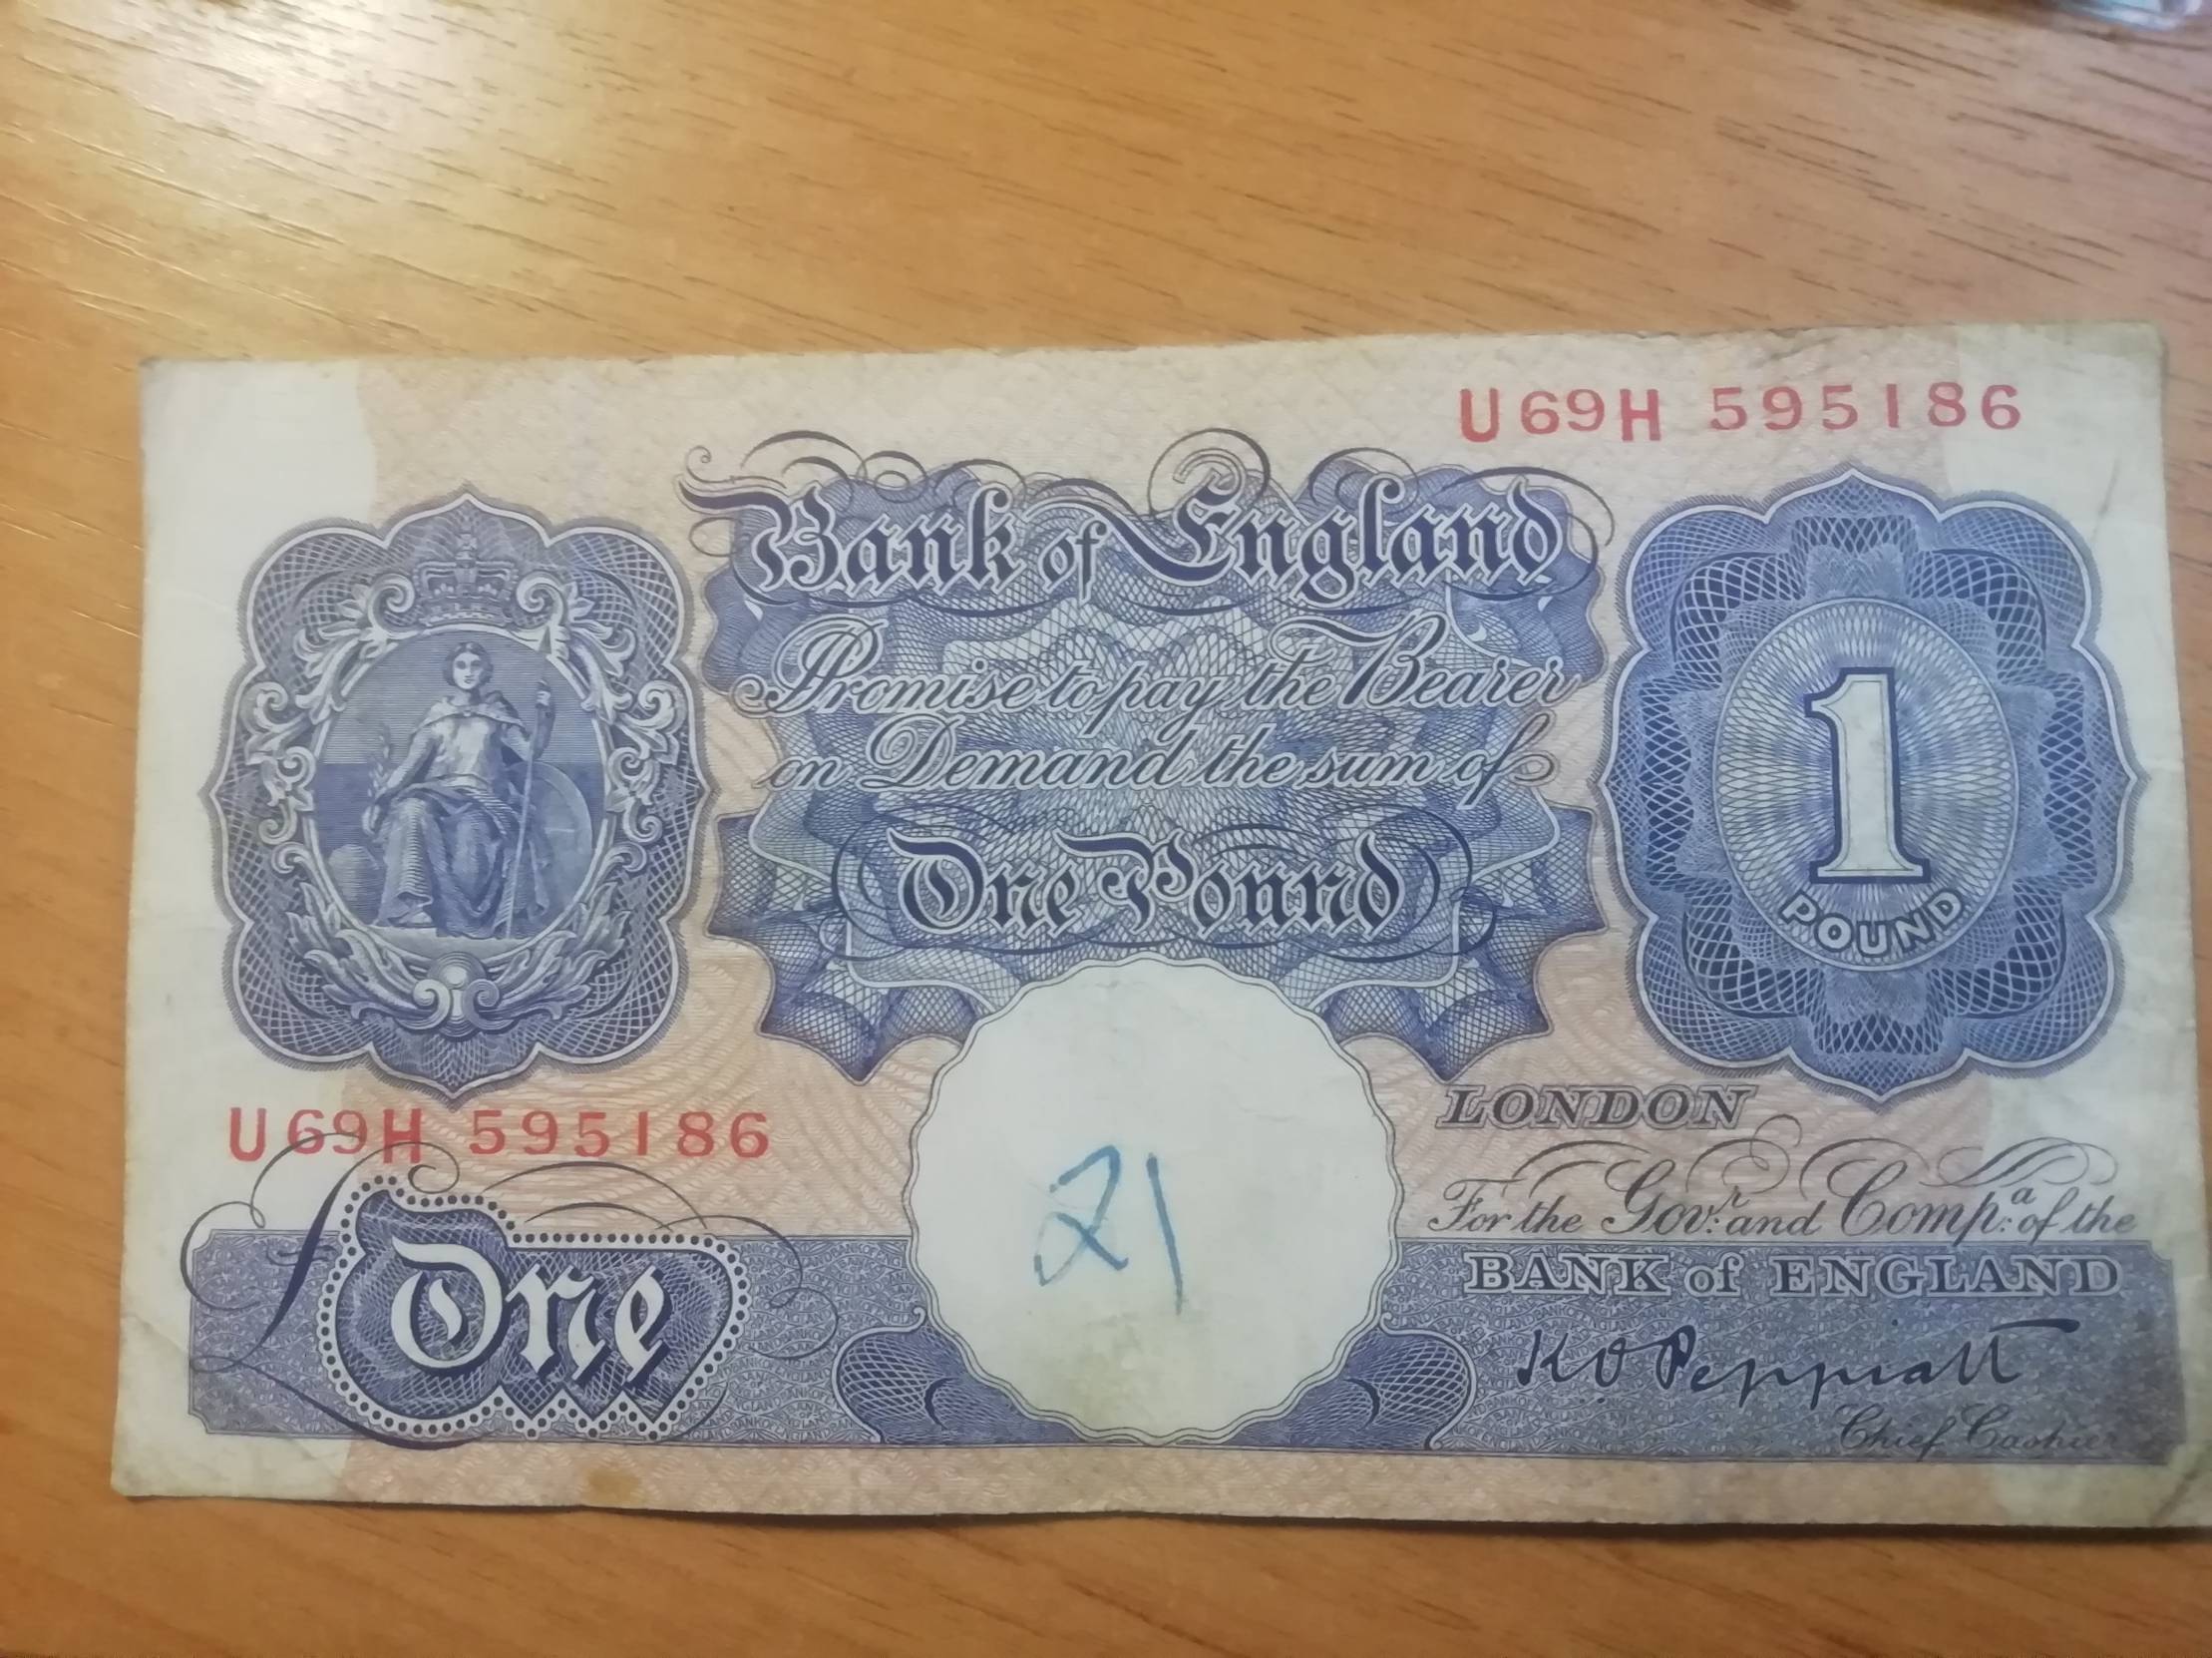 U69H 595186
Bank of England
Promise to pay the Bearer
on Demand the sum of
One Pound
1
POUND
U69H 595186
LONDON
For the Govr. and Compa. of the
BANK of ENGLAND
£One
21
K O Peppiatt
Chief Cashier